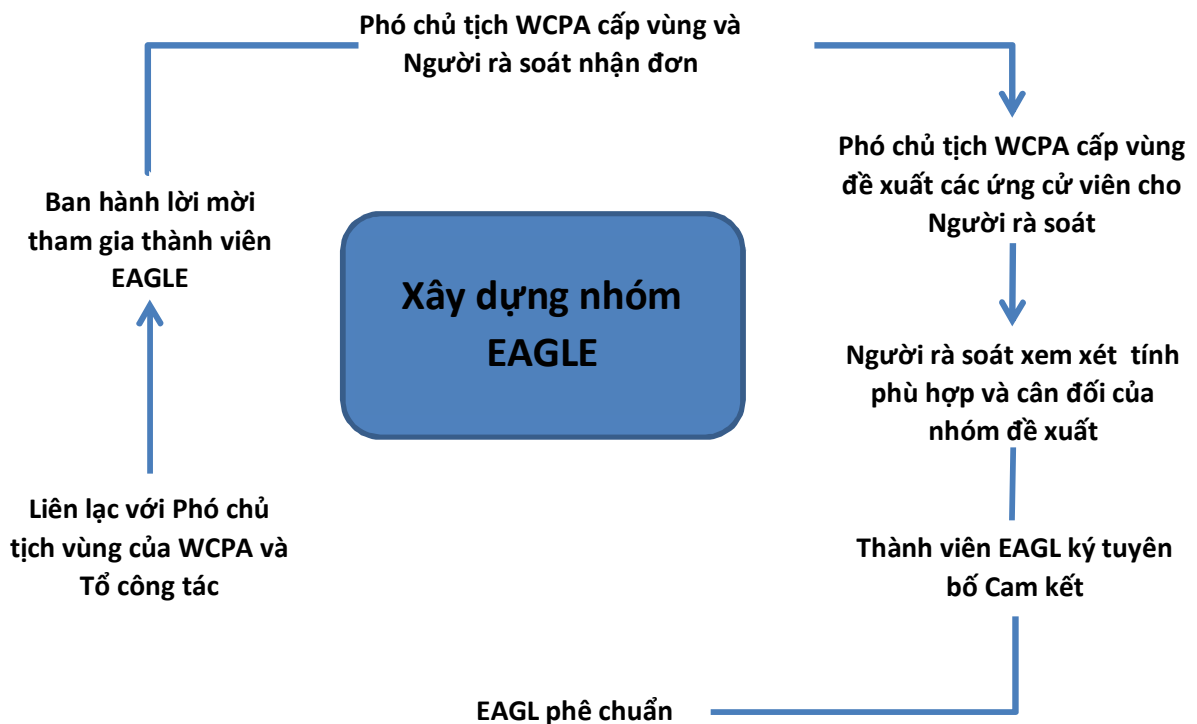 Phó chủ tịch WCPA cấp vùng và
Người rà soát nhận đơn
Phó chủ tịch WCPA cấp vùng
đề xuất các ứng cử viên cho
Người rà soát
Ban hành lời mời
tham gia thành viên
EAGLE
Xây dựng nhóm
EAGLE
Người rà soát xem xét tính
phù hợp và cân đối của
nhóm đề xuất
Liên lạc với Phó chủ
tịch vùng của WCPA và
Tổ công tác
Thành viên EAGL ký tuyên
bố Cam kết
EAGL phê chuẩn